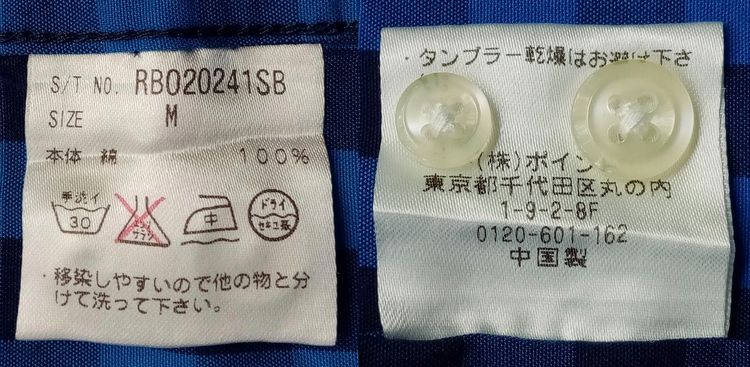 S/T NO. RB020241SB
SIZE M
本体 綿 100%
手洗イ
30
エンソ
サラシ
中
ドライ
セキユ系
・移染しやすいので他の物と分
けて洗って下さい。
・タンブラー乾燥はお避け下さ
(株)ポイン
東京都千代田区丸の内
1-9-2-8F
0120-601-162
中国製